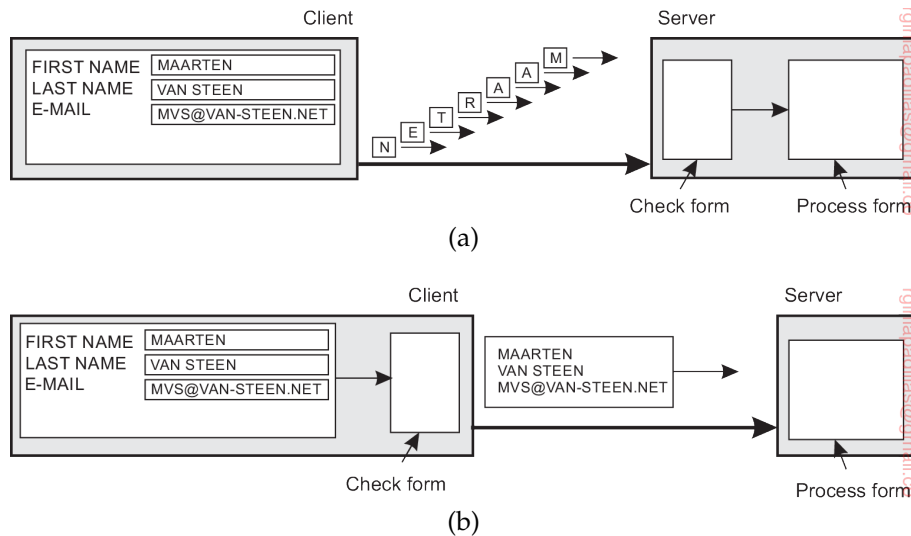 Client
Server
FIRST NAME
MAARTEN
LAST NAME
VAN STEEN
E-MAIL
MVS@VAN-STEEN.NET
N E T R A A M
Check form
Process form
(a)
Client
Server
FIRST NAME
MAARTEN
LAST NAME
VAN STEEN
E-MAIL
MVS@VAN-STEEN.NET
MAARTEN
VAN STEEN
MVS@VAN-STEEN.NET
Check form
Process form
(b)